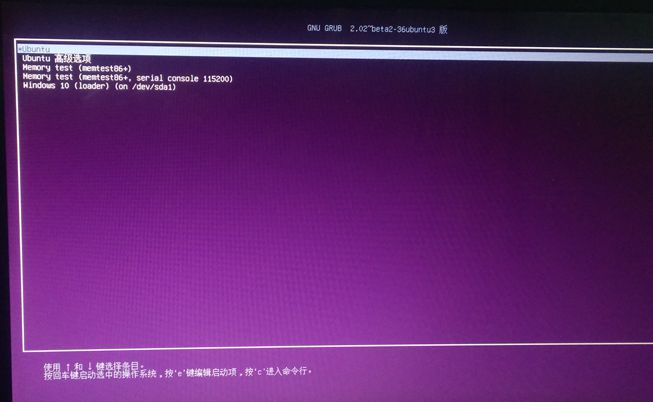 GNU GRUB 2.02~beta2-36ubuntu3 版
*Ubuntu
Ubuntu 高级选项
Memory test (memtest86+)
Memory test (memtest86+, serial console 115200)
Windows 10 (loader) (on /dev/sda1)
使用 ↑ 和 ↓ 键选择条目。
按回车键启动选中的操作系统，按'e'键编辑启动项，按'c'进入命令行。